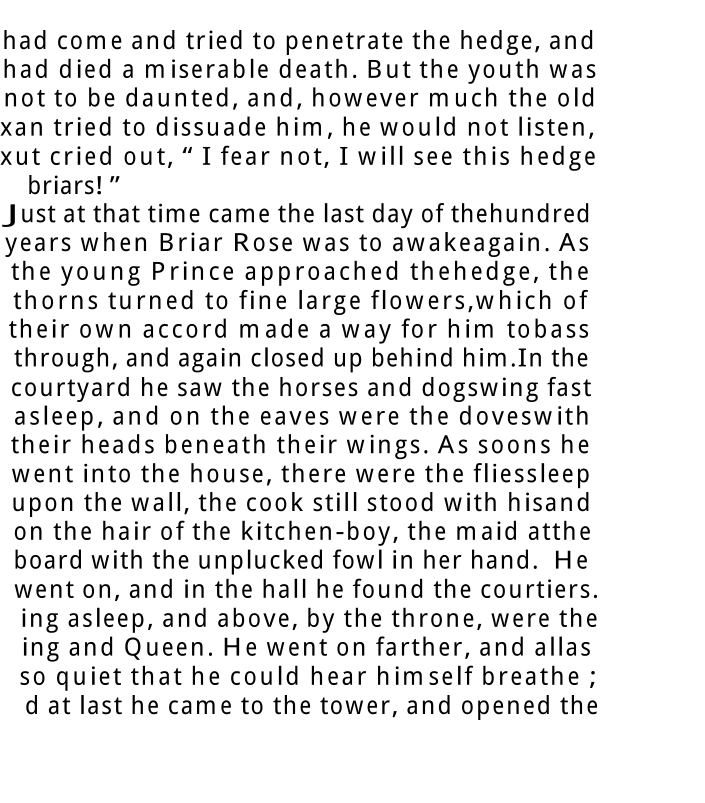 had come and tried to penetrate the hedge, and
had died a miserable death. But the youth was
not to be daunted, and, however much the old
xan tried to dissuade him, he would not listen,
xut cried out, “ I fear not, I will see this hedge
briars! ”
Just at that time came the last day of thehundred
years when Briar Rose was to awakeagain. As
the young Prince approached thehedge, the
thorns turned to fine large flowers,which of
their own accord made a way for him tobass
through, and again closed up behind him.In the
courtyard he saw the horses and dogswing fast
asleep, and on the eaves were the doveswith
their heads beneath their wings. As soons he
went into the house, there were the fliessleep
upon the wall, the cook still stood with hisand
on the hair of the kitchen-boy, the maid atthe
board with the unplucked fowl in her hand. He
went on, and in the hall he found the courtiers.
ing asleep, and above, by the throne, were the
ing and Queen. He went on farther, and allas
so quiet that he could hear himself breathe ;
d at last he came to the tower, and opened the